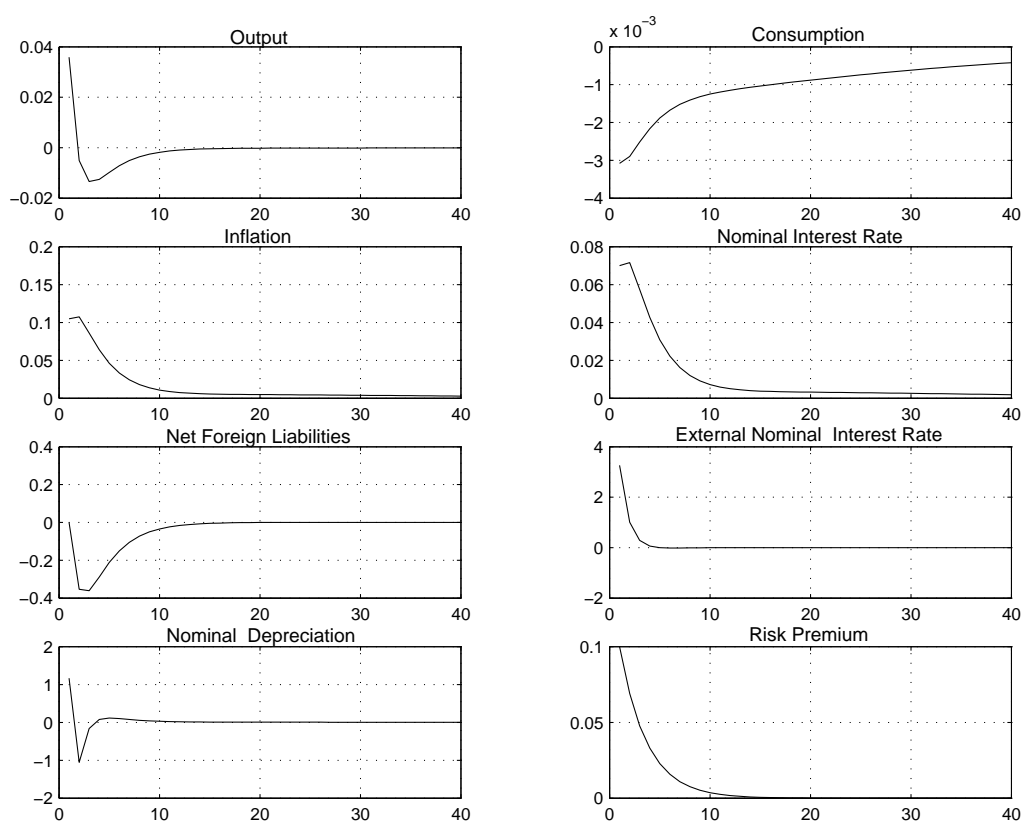 Output
0.04
0.02
0
−0.02
0 10 20 30 40
x 10−3
Consumption
0
−1
−2
−3
−4
0 10 20 30 40
Inflation
0.2
0.15
0.1
0.05
0
0 10 20 30 40
Nominal Interest Rate
0.08
0.06
0.04
0.02
0
0 10 20 30 40
Net Foreign Liabilities
0.4
0.2
0
−0.2
−0.4
0 10 20 30 40
External Nominal Interest Rate
4
2
0
−2
0 10 20 30 40
Nominal Depreciation
2
1
0
−1
−2
0 10 20 30 40
Risk Premium
0.1
0.05
0
0 10 20 30 40